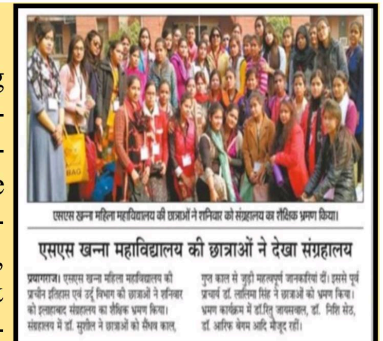 एसएस खन्ना महिला महाविद्यालय की छात्राओं ने शनिवार को संग्रहालय का शैक्षिक भ्रमण किया।
एसएस खन्ना महाविद्यालय की छात्राओं ने देखा संग्रहालय
प्रयागराज। एसएस खन्ना महिला महाविद्यालय की
प्राचीन इतिहास एवं उर्दू विभाग की छात्राओं ने शनिवार
को इलाहाबाद संग्रहालय का शैक्षिक भ्रमण किया।
संग्रहालय में डॉ. सुशील ने छात्राओं को सैंधव काल,
गुप्त काल से जुड़ी महत्वपूर्ण जानकारियां दीं। इससे पूर्व
प्राचार्य डॉ. लालिमा सिंह ने छात्राओं को भ्रमण किया।
भ्रमण कार्यक्रम में डॉ.रितु जायसवाल, डॉ. निशि सेठ,
डॉ. आरिफ बेगम आदि मौजूद रहीं।